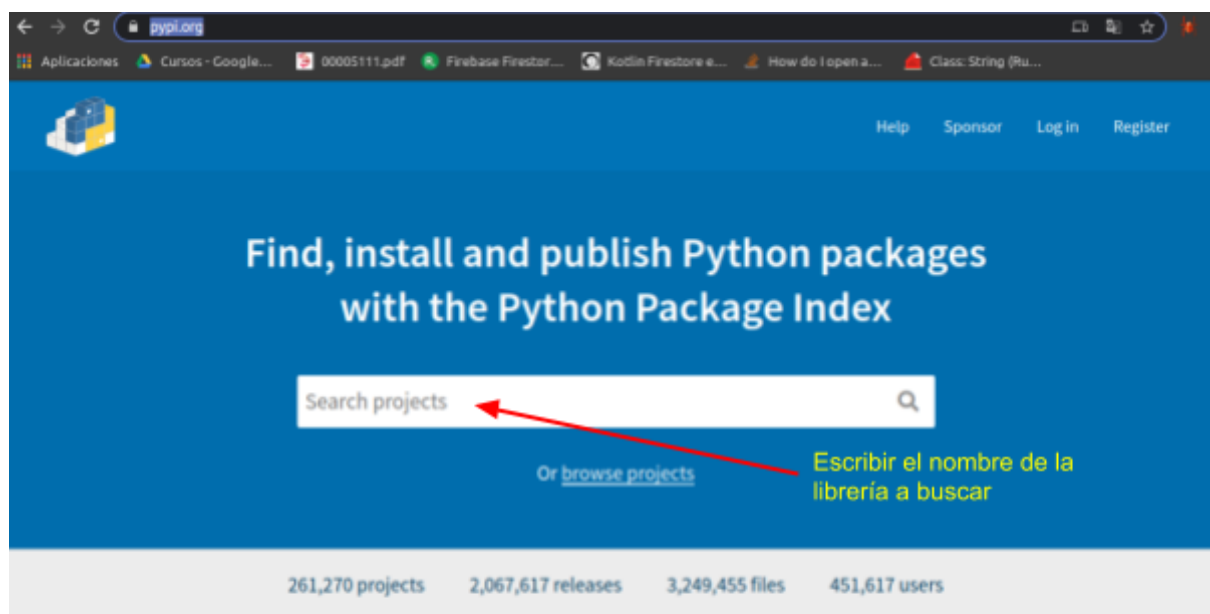 pypi.org
Aplicaciones Cursos - Google... 00005111.pdf Firebase Firestor... Kotlin Firestore e... How do I open a... Class: String (Ru...
Help Sponsor Log in Register
Find, install and publish Python packages
with the Python Package Index
Search projects
Or browse projects
Escribir el nombre de la
librería a buscar
261,270 projects 2,067,617 releases 3,249,455 files 451,617 users